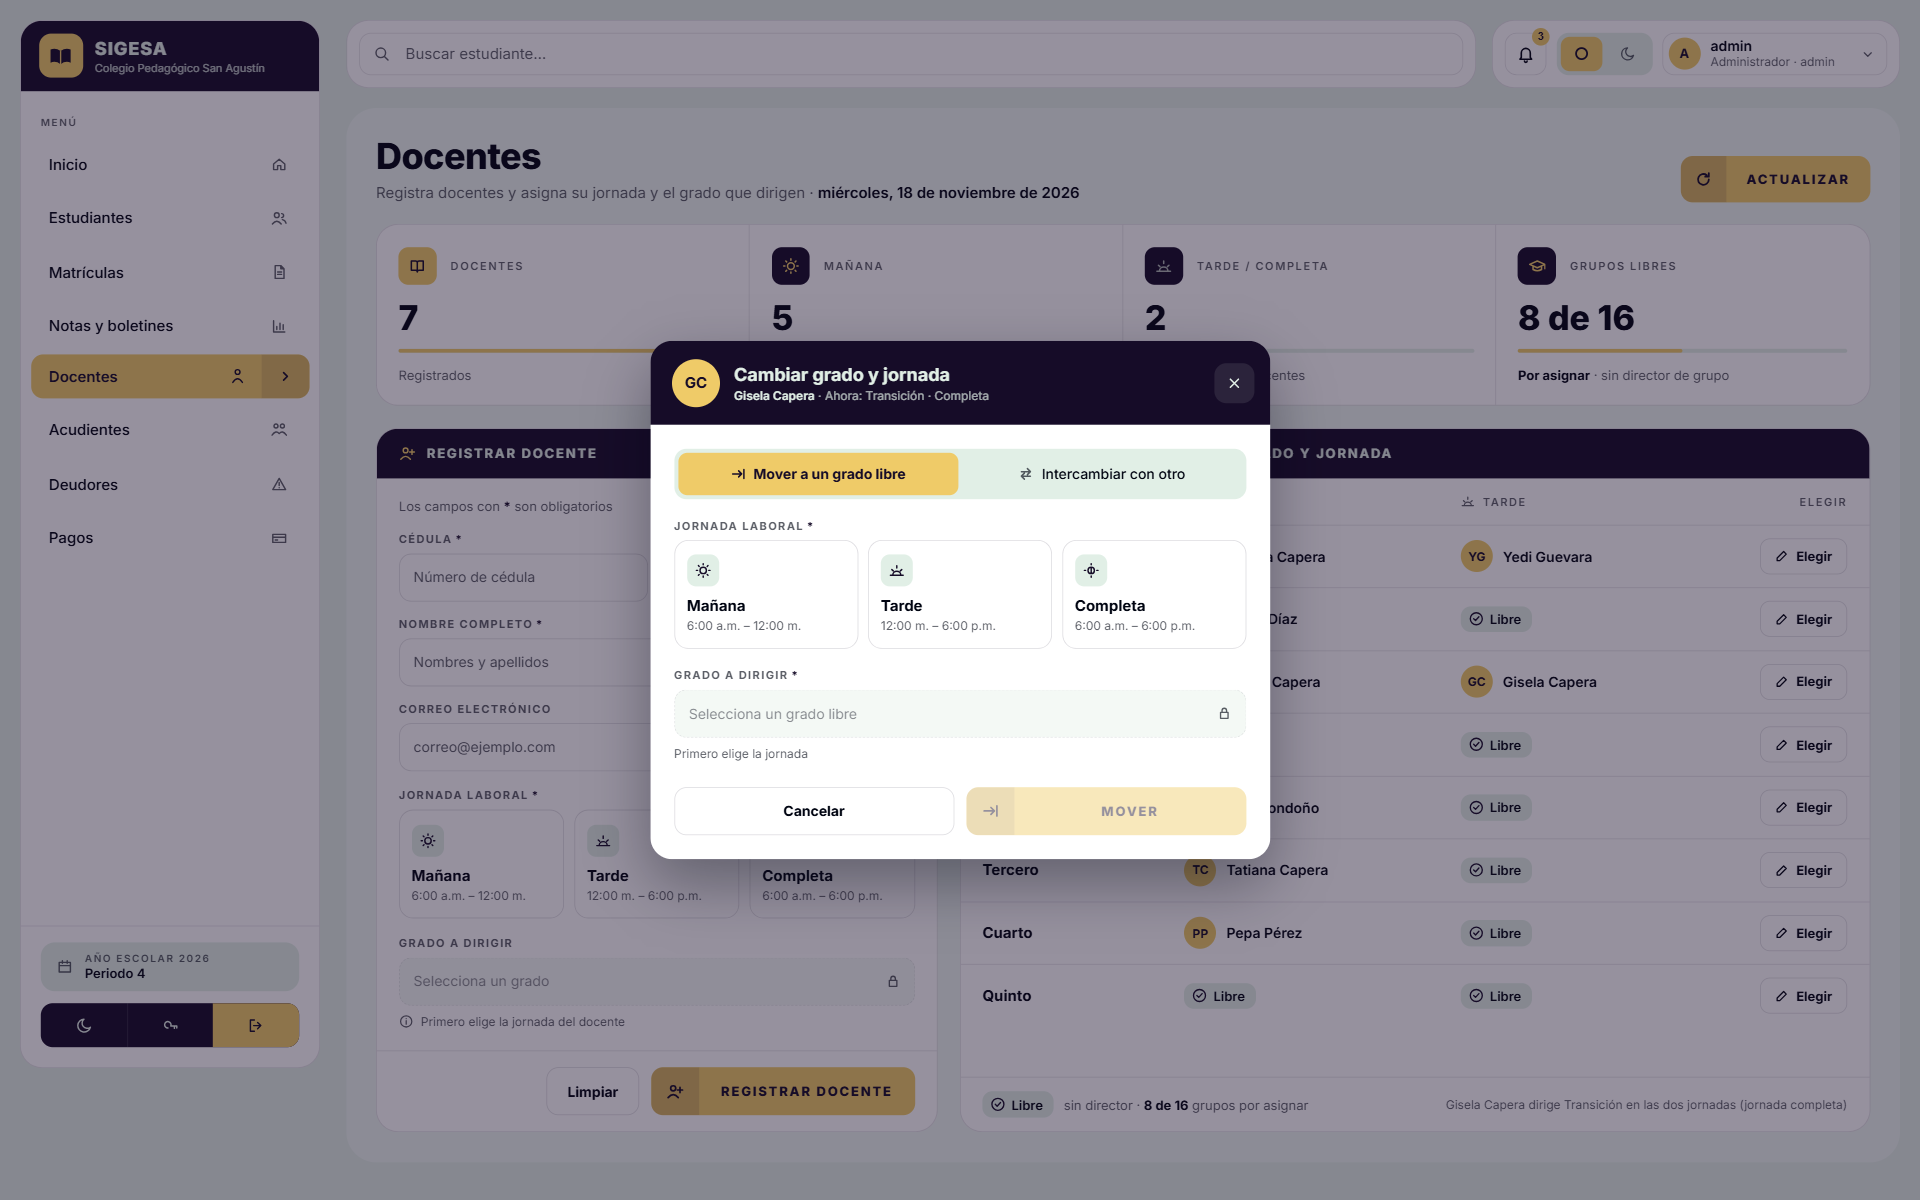 SIGESA
Colegio Pedagógico San Agustín
MENÚ
Inicio
Estudiantes
Matrículas
Notas y boletines
Docentes
Acudientes
Deudores
Pagos
AÑO ESCOLAR 2026
Periodo 4
Buscar estudiante...
3
A
admin
Administrador · admin
Docentes
Registra docentes y asigna su jornada y el grado que dirigen · miércoles, 18 de noviembre de 2026
ACTUALIZAR
DOCENTES
7
Registrados
MAÑANA
5
TARDE / COMPLETA
2
centes
GRUPOS LIBRES
8 de 16
Por asignar · sin director de grupo
REGISTRAR DOCENTE
Los campos con * son obligatorios
CÉDULA *
Número de cédula
NOMBRE COMPLETO *
Nombres y apellidos
CORREO ELECTRÓNICO
correo@ejemplo.com
JORNADA LABORAL *
Mañana
6:00 a.m. – 12:00 m.
Tarde
12:00 m. – 6:00 p.m.
Completa
6:00 a.m. – 6:00 p.m.
GRADO A DIRIGIR
Selecciona un grado
Primero elige la jornada del docente
Limpiar
REGISTRAR DOCENTE
GC
Cambiar grado y jornada
Gisela Capera · Ahora: Transición · Completa
Mover a un grado libre
Intercambiar con otro
JORNADA LABORAL *
Mañana
6:00 a.m. – 12:00 m.
Tarde
12:00 m. – 6:00 p.m.
Completa
6:00 a.m. – 6:00 p.m.
GRADO A DIRIGIR *
Selecciona un grado libre
Primero elige la jornada
Cancelar
MOVER
DO Y JORNADA
TARDE
ELEGIR
a Capera
YG Yedi Guevara
Elegir
Díaz
Libre
Elegir
Capera
GC Gisela Capera
Elegir
Libre
Elegir
ondoño
Libre
Elegir
Tercero
TC Tatiana Capera
Libre
Elegir
Cuarto
PP Pepa Pérez
Libre
Elegir
Quinto
Libre
Libre
Elegir
Libre sin director · 8 de 16 grupos por asignar
Gisela Capera dirige Transición en las dos jornadas (jornada completa)